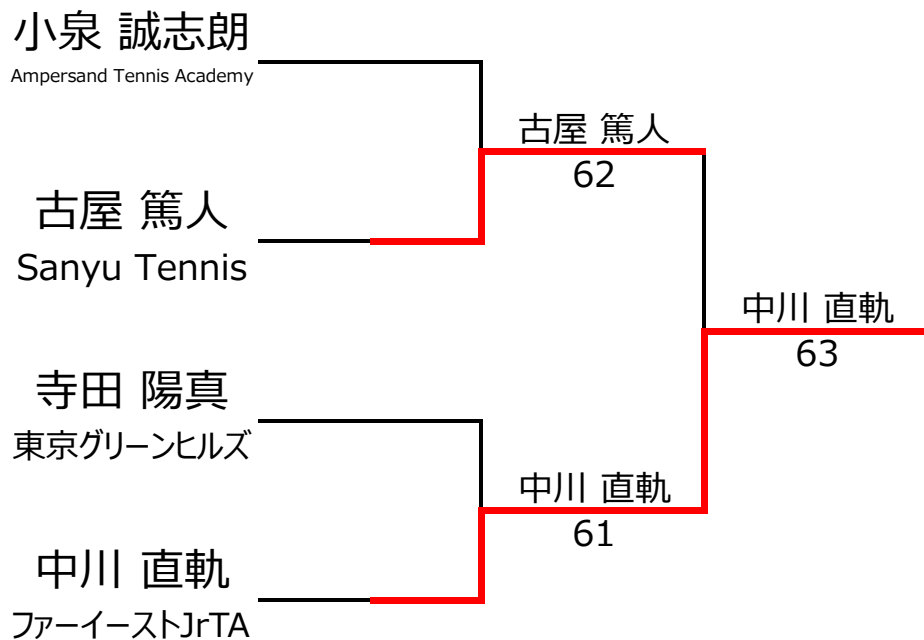 小泉 誠志朗
Ampersand Tennis Academy
古屋 篤人
62
古屋 篤人
Sanyu Tennis
中川 直軌
63
寺田 陽真
東京グリーンヒルズ
中川 直軌
61
中川 直軌
ファーイーストJrTA